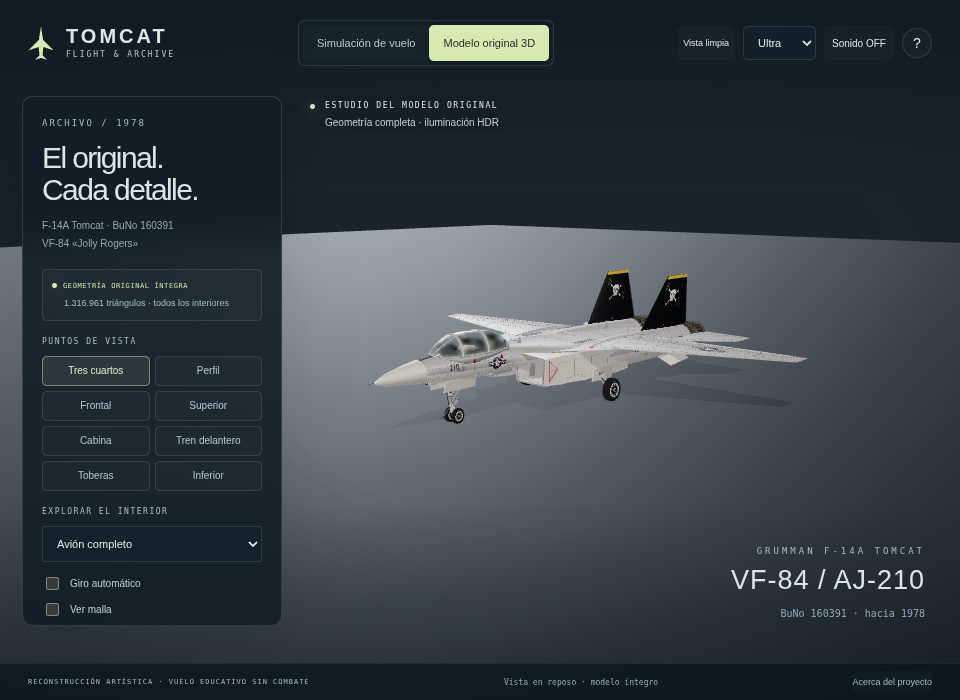 TOMCAT
FLIGHT & ARCHIVE
Simulación de vuelo
Modelo original 3D
Vista limpia
Ultra
Sonido OFF
?
ARCHIVO / 1978
El original.
Cada detalle.
F-14A Tomcat · BuNo 160391
VF-84 «Jolly Rogers»
GEOMETRÍA ORIGINAL ÍNTEGRA
1.316.961 triángulos · todos los interiores
PUNTOS DE VISTA
Tres cuartos
Perfil
Frontal
Superior
Cabina
Tren delantero
Toberas
Inferior
EXPLORAR EL INTERIOR
Avión completo
Giro automático
Ver malla
ESTUDIO DEL MODELO ORIGINAL
Geometría completa · iluminación HDR
210
GRUMMAN F-14A TOMCAT
VF-84 / AJ-210
BuNo 160391 · hacia 1978
RECONSTRUCCIÓN ARTÍSTICA · VUELO EDUCATIVO SIN COMBATE
Vista en reposo · modelo íntegro
Acerca del proyecto